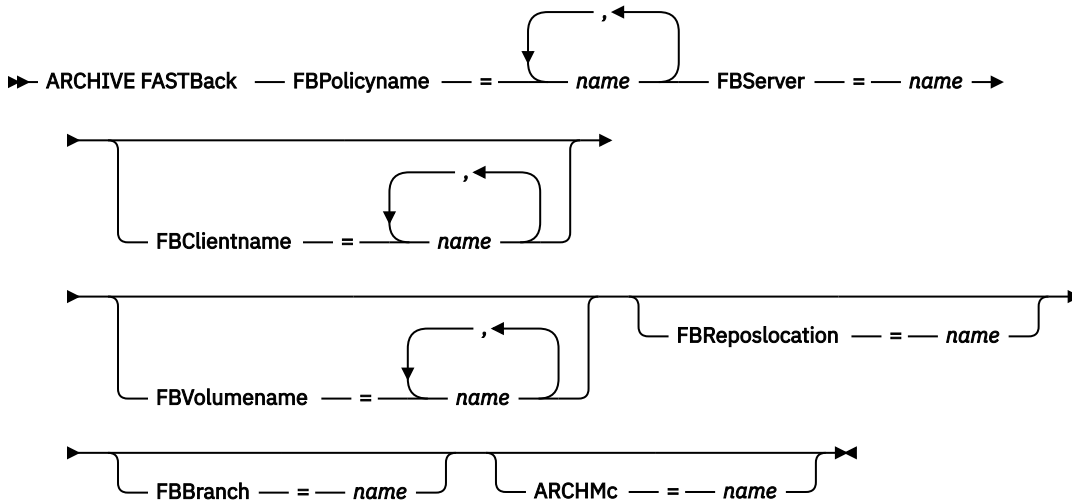 ,
ARCHIVE FASTBack FBPolicyname = name FBServer = name
,
FBClientname = name
,
FBReposlocation = name
FBVolumename = name
FBBranch = name ARCHMc = name